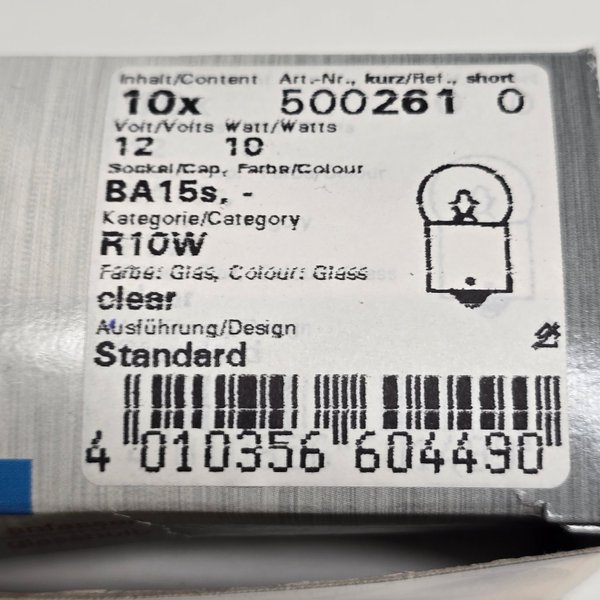 Inhalt/Content Art.-Nr., kurz/Ref., short
10x 500261 0
Volt/Volts Watt/Watts
12 10
Sockel/Cap, Farbe/Colour
BA15s, -
Kategorie/Category
R10W
Farbe: Glas, Colour: Glass
clear
Ausführung/Design
Standard
4 010356 604490